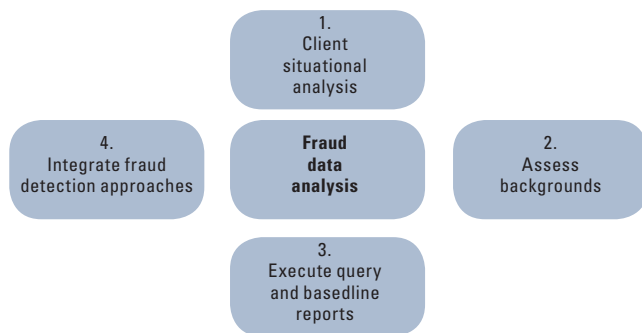 1.
Client
situational
analysis
4.
Integrate fraud
detection approaches
Fraud
data
analysis
2.
Assess
backgrounds
3.
Execute query
and basedline
reports